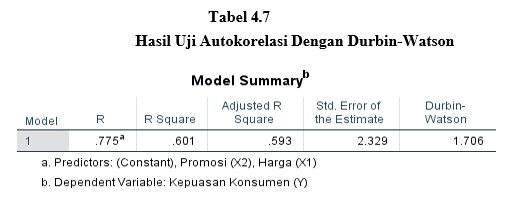 Tabel 4.7
Hasil Uji Autokorelasi Dengan Durbin-Watson
Model Summaryb
Model R R Square Adjusted R Square Std. Error of the Estimate Durbin-Watson
1 .775a .601 .593 2.329 1.706
a. Predictors: (Constant), Promosi (X2), Harga (X1)
b. Dependent Variable: Kepuasan Konsumen (Y)